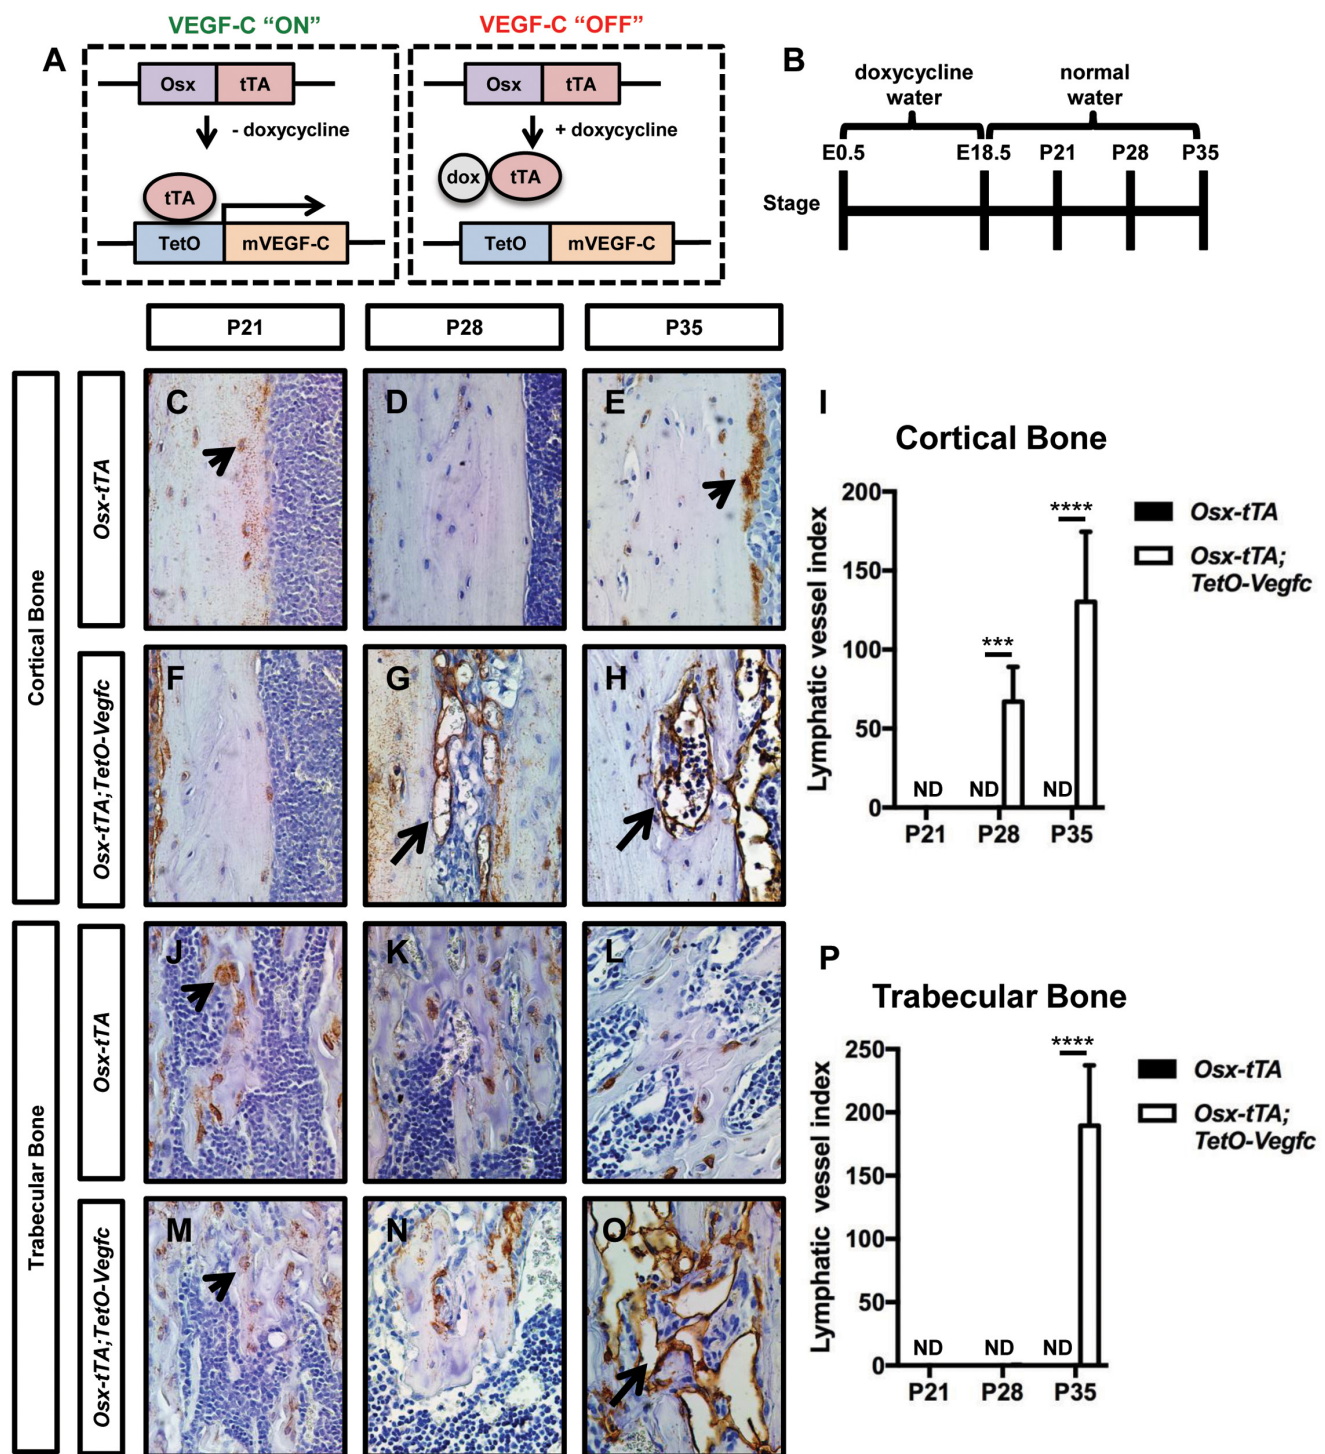 A
VEGF-C “ON”
Osx tTA
- doxycycline
tTA
TetO mVEGF-C
VEGF-C “OFF”
Osx tTA
+ doxycycline
dox tTA
TetO mVEGF-C
B
doxycycline
water
normal
water
E0.5 E18.5 P21 P28 P35
Stage
P21 P28 P35
Cortical Bone
Osx-tTA
C D E
Osx-tTA;TetO-Vegfc
F G H
I
Cortical Bone
Lymphatic vessel index
200
150
100
50
0
***
****
ND ND ND
P21 P28 P35
Osx-tTA
Osx-tTA;
TetO-Vegfc
Trabecular Bone
Osx-tTA
J K L
Osx-tTA;TetO-Vegfc
M N O
P
Trabecular Bone
Lymphatic vessel index
250
200
150
100
50
0
****
ND ND ND
P21 P28 P35
Osx-tTA
Osx-tTA;
TetO-Vegfc